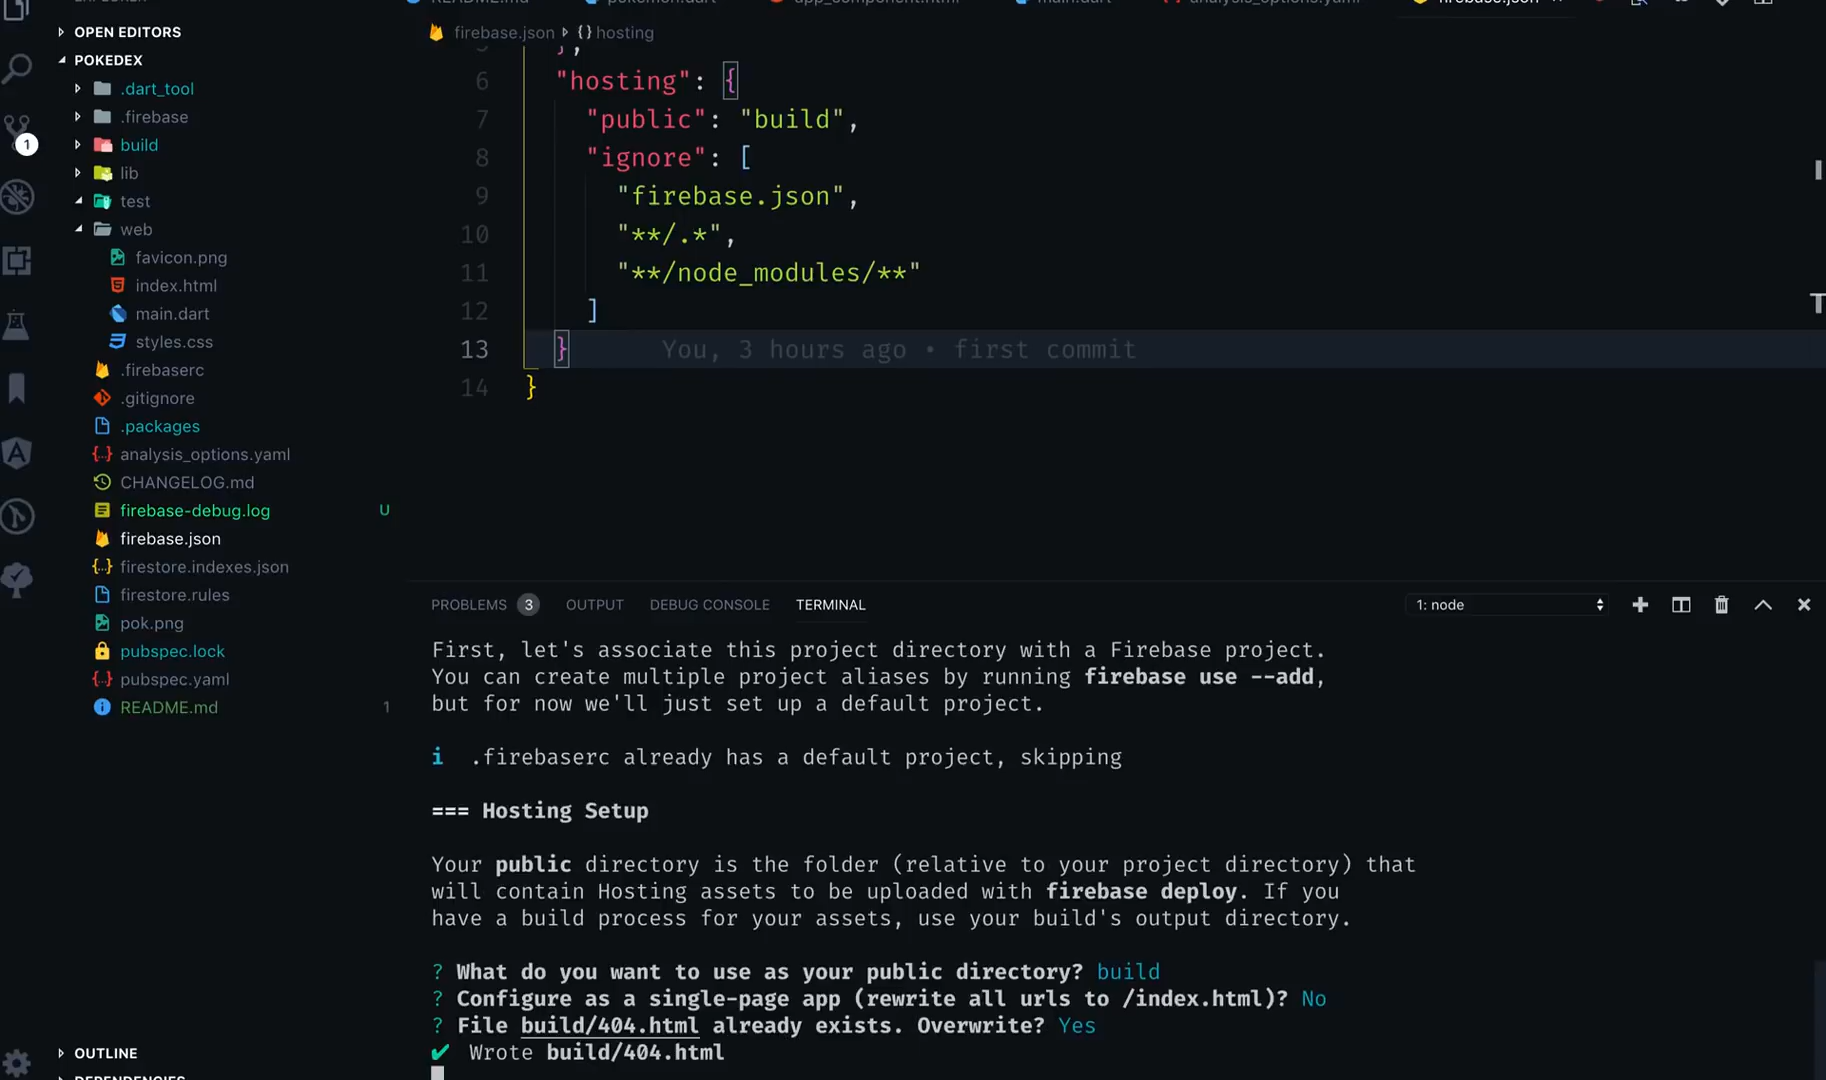 OPEN EDITORS
POKEDEX
.dart_tool
.firebase
build
lib
test
web
favicon.png
index.html
main.dart
styles.css
.firebaserc
.gitignore
.packages
analysis_options.yaml
CHANGELOG.md
firebase-debug.log U
firebase.json
firestore.indexes.json
firestore.rules
pok.png
pubspec.lock
pubspec.yaml
README.md 1
OUTLINE
DEPENDENCIES
1
firebase.json {} hosting
5 },
6 "hosting": {
7 "public": "build",
8 "ignore": [
9 "firebase.json",
10 "**/.*",
11 "**/node_modules/**"
12 ]
13 } You, 3 hours ago • first commit
14 }
PROBLEMS 3 OUTPUT DEBUG CONSOLE TERMINAL 1: node
First, let's associate this project directory with a Firebase project.
You can create multiple project aliases by running firebase use --add,
but for now we'll just set up a default project.
i .firebaserc already has a default project, skipping
=== Hosting Setup
Your public directory is the folder (relative to your project directory) that
will contain Hosting assets to be uploaded with firebase deploy. If you
have a build process for your assets, use your build's output directory.
? What do you want to use as your public directory? build
? Configure as a single-page app (rewrite all urls to /index.html)? No
? File build/404.html already exists. Overwrite? Yes
✔ Wrote build/404.html